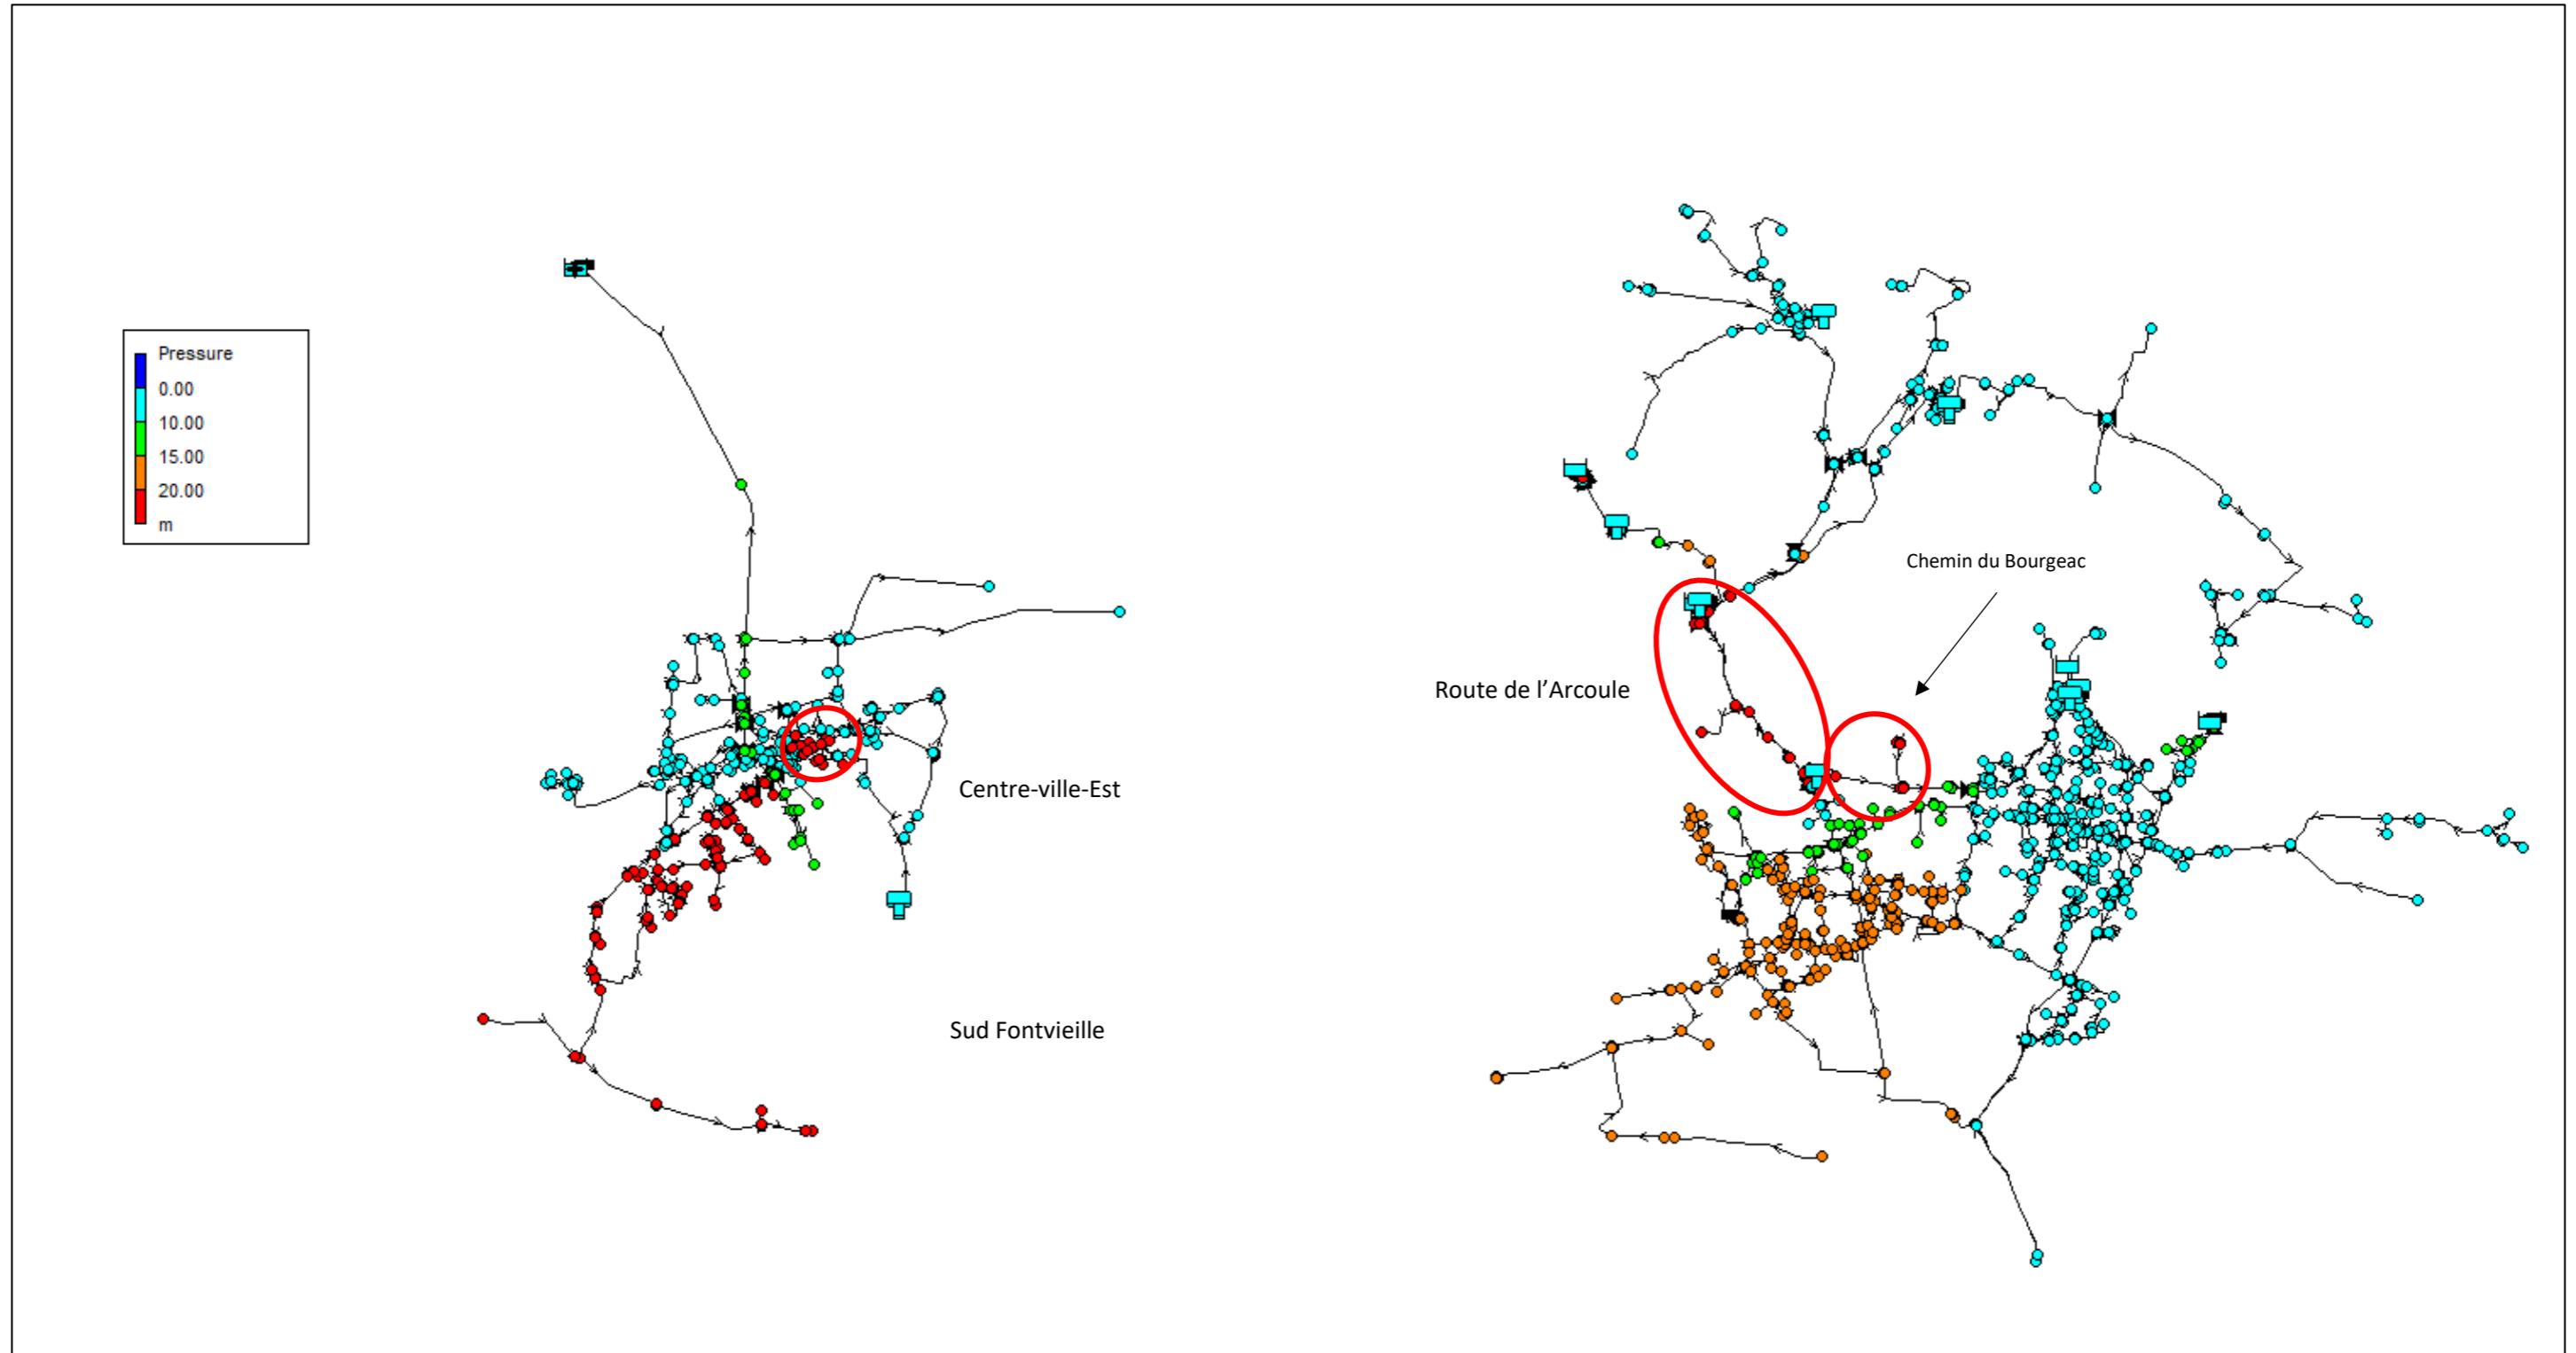 Pressure
0.00
10.00
15.00
20.00
m
Chemin du Bourgeac
Route de l’Arcoule
Centre-ville-Est
Sud Fontvieille